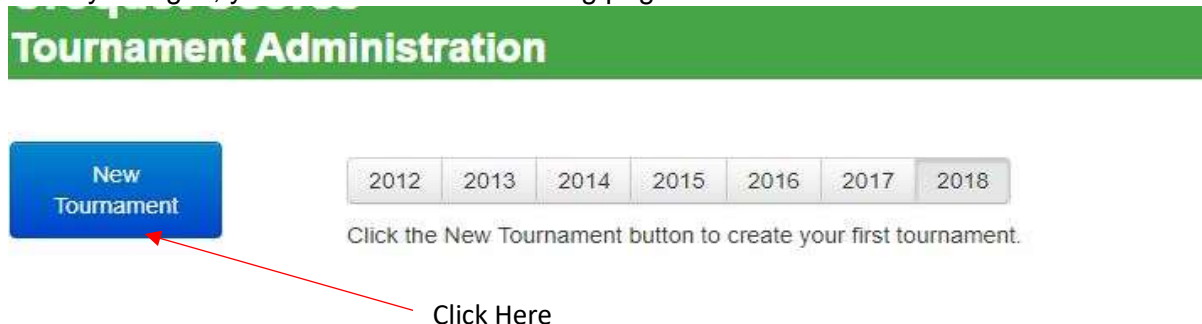 Tournament Administration
New
Tournament
2012 2013 2014 2015 2016 2017 2018
Click the New Tournament button to create your first tournament.
Click Here